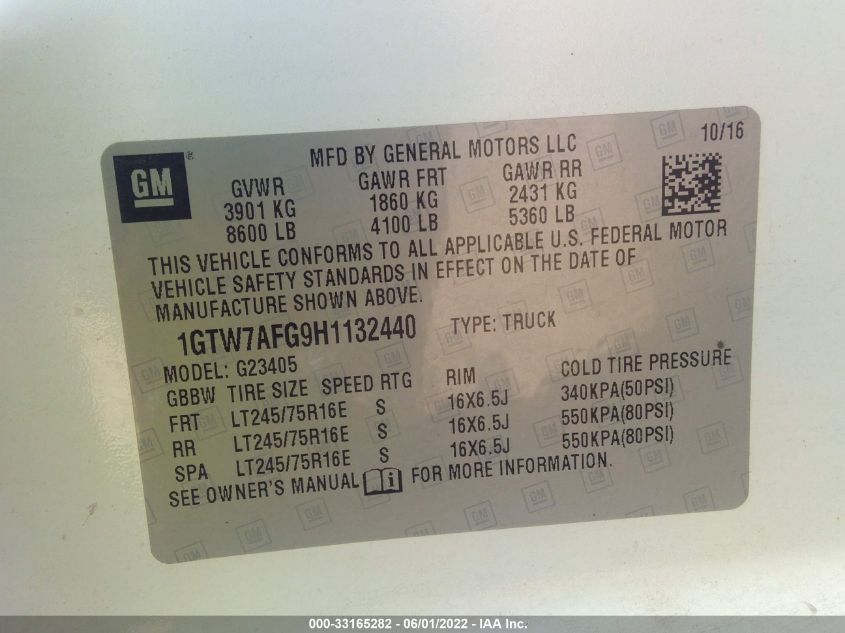 GM
MFD BY GENERAL MOTORS LLC
10/16
GVWR GAWR FRT GAWR RR
3901 KG 1860 KG 2431 KG
8600 LB 4100 LB 5360 LB
THIS VEHICLE CONFORMS TO ALL APPLICABLE U.S. FEDERAL MOTOR
VEHICLE SAFETY STANDARDS IN EFFECT ON THE DATE OF
MANUFACTURE SHOWN ABOVE.
1GTW7AFG9H1132440 TYPE: TRUCK
MODEL: G23405
GBBW TIRE SIZE SPEED RTG RIM COLD TIRE PRESSURE
FRT LT245/75R16E S 16X6.5J 340KPA(50PSI)
RR LT245/75R16E S 16X6.5J 550KPA(80PSI)
SPA LT245/75R16E S 16X6.5J 550KPA(80PSI)
SEE OWNER'S MANUAL FOR MORE INFORMATION.
000-33165282 - 06/01/2022 - IAA Inc.